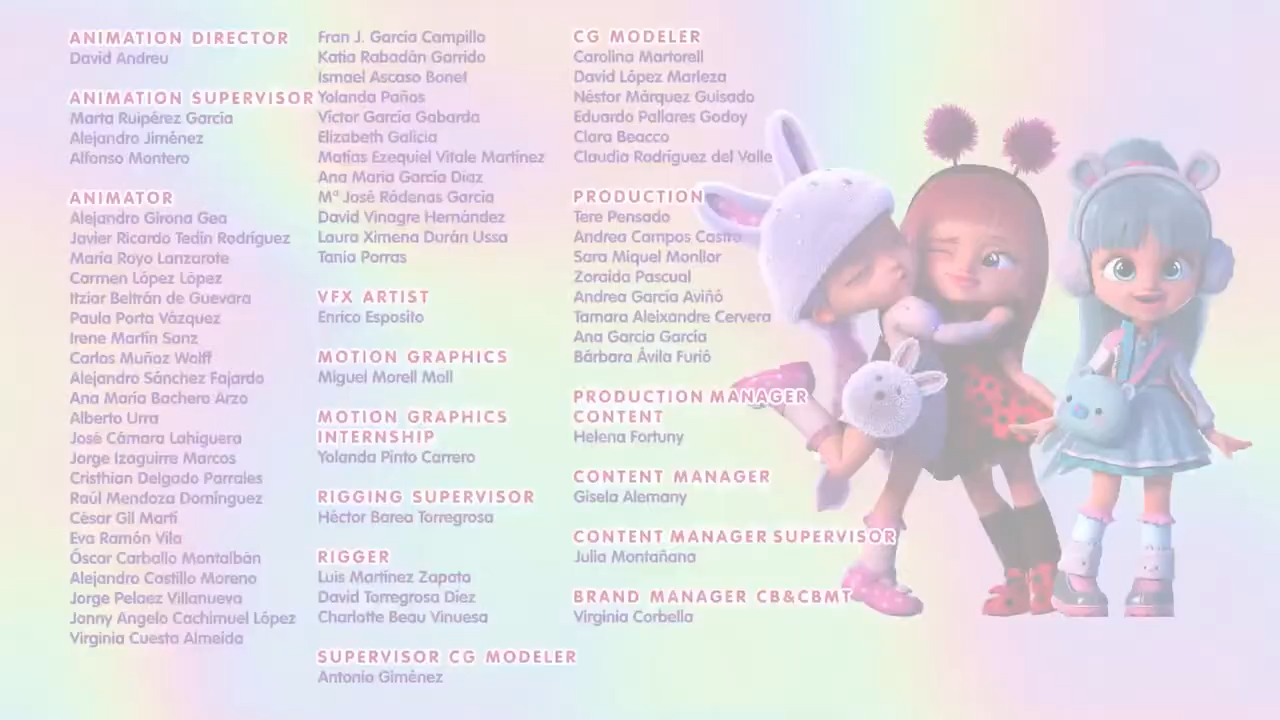 ANIMATION DIRECTOR
David Andreu
ANIMATION SUPERVISOR
Marta Ruipérez García
Alejandro Jiménez
Alfonso Montero
ANIMATOR
Alejandro Girona Gea
Javier Ricardo Tedín Rodríguez
María Royo Lanzarote
Carmen López López
Itziar Beltrán de Guevara
Paula Porta Vázquez
Irene Martín Sanz
Carlos Muñoz Wolff
Alejandro Sánchez Fajardo
Ana María Bachero Arzo
Alberto Urra
José Cámara Lahiguera
Jorge Izaguirre Marcos
Cristhian Delgado Parrales
Raúl Mendoza Domínguez
César Gil Martí
Eva Ramón Vila
Óscar Carballo Montalbán
Alejandro Castillo Moreno
Jorge Pelaez Villanueva
Jonny Angelo Cachimuel López
Virginia Cuesta Almeida
Fran J. García Campillo
Katia Rabadán Garrido
Ismael Ascaso Bonet
Yolanda Paños
Víctor García Gabarda
Elizabeth Galicia
Matías Ezequiel Vitale Martínez
Ana María García Díaz
Mª José Ródenas García
David Vinagre Hernández
Laura Ximena Durán Ussa
Tania Porras
VFX ARTIST
Enrico Esposito
MOTION GRAPHICS
Miguel Morell Moll
MOTION GRAPHICS
INTERNSHIP
Yolanda Pinto Carrero
RIGGING SUPERVISOR
Héctor Barea Torregrosa
RIGGER
Luis Martínez Zapata
David Torregrosa Díez
Charlotte Beau Vinuesa
SUPERVISOR CG MODELER
Antonio Giménez
CG MODELER
Carolina Martorell
David López Marleza
Néstor Márquez Guisado
Eduardo Pallares Godoy
Clara Beacco
Claudia Rodríguez del Valle
PRODUCTION
Tere Pensado
Andrea Campos Castro
Sara Miquel Monllor
Zoraida Pascual
Andrea García Aviñó
Tamara Aleixandre Cervera
Ana García García
Bárbara Ávila Furió
PRODUCTION MANAGER
CONTENT
Helena Fortuny
CONTENT MANAGER
Gisela Alemany
CONTENT MANAGER SUPERVISOR
Julia Montañana
BRAND MANAGER CB&CBMT
Virginia Corbella